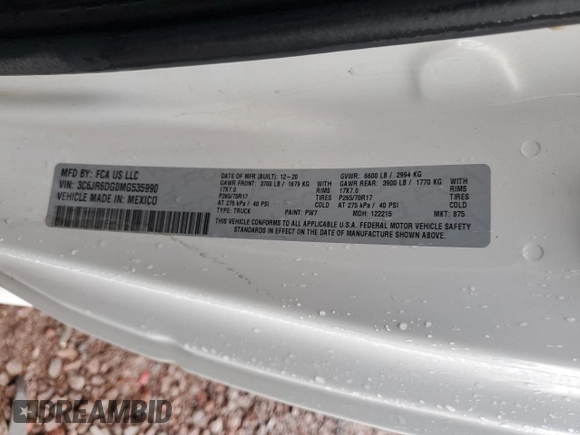 MFD BY: FCA US LLC
VIN: 3C6JR6DG0MG535990
VEHICLE MADE IN: MEXICO
DATE OF MFR (BUILT): 12-20
GAWR FRONT: 3700 LB / 1679 KG WITH
17X7.0 RIMS
P265/70R17 TIRES
AT 275 kPa / 40 PSI COLD
TYPE: TRUCK PAINT: PW7
GVWR: 6600 LB / 2994 KG
GAWR REAR: 3900 LB / 1770 KG WITH
17X7.0 RIMS
P265/70R17 TIRES
AT 275 kPa / 40 PSI COLD
MDH: 122215 MKT: 875
THIS VEHICLE CONFORMS TO ALL APPLICABLE U.S.A. FEDERAL MOTOR VEHICLE SAFETY
STANDARDS IN EFFECT ON THE DATE OF MANUFACTURE SHOWN ABOVE.
DREAMBID